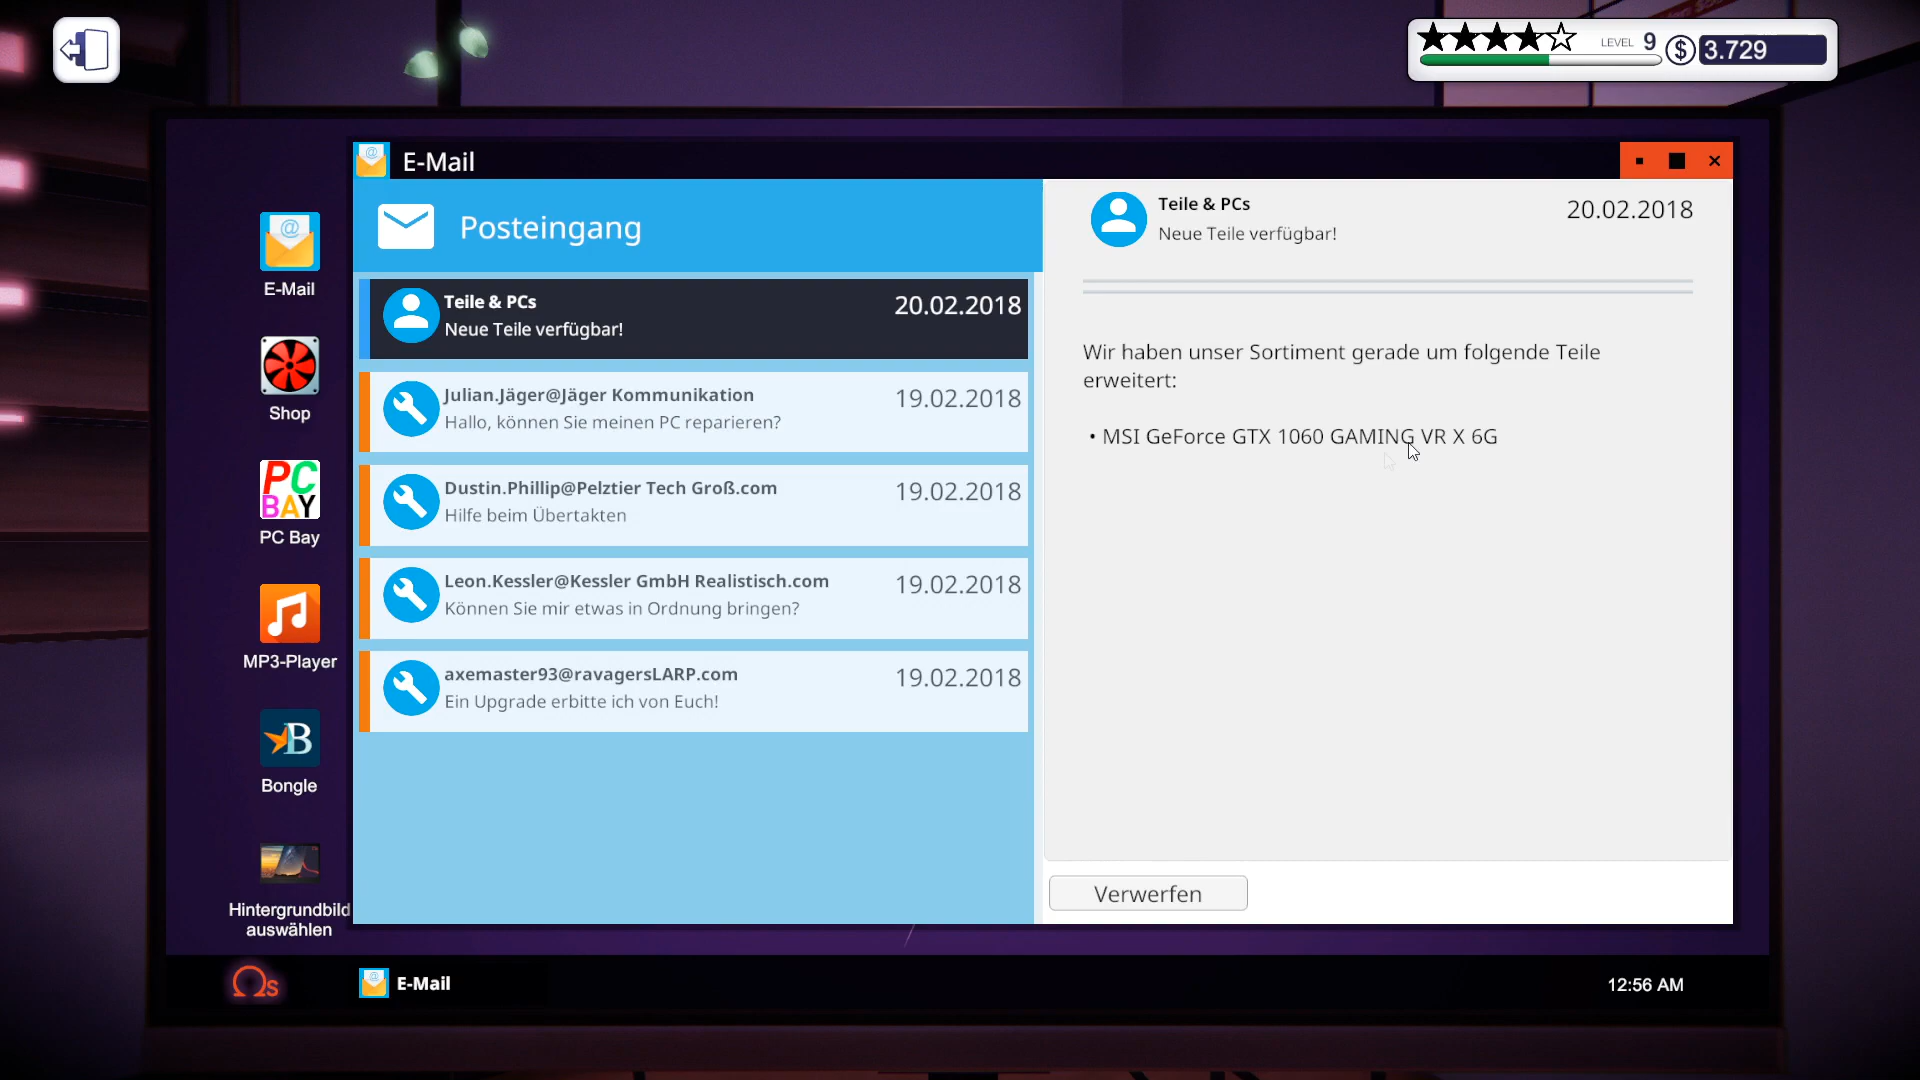 LEVEL 9
$ 3.729
E-Mail
Posteingang
Teile & PCs
20.02.2018
Neue Teile verfügbar!
Julian.Jäger@Jäger Kommunikation
19.02.2018
Hallo, können Sie meinen PC reparieren?
Dustin.Phillip@Pelztier Tech Groß.com
19.02.2018
Hilfe beim Übertakten
Leon.Kessler@Kessler GmbH Realistisch.com
19.02.2018
Können Sie mir etwas in Ordnung bringen?
axemaster93@ravagersLARP.com
19.02.2018
Ein Upgrade erbitte ich von Euch!
Teile & PCs
20.02.2018
Neue Teile verfügbar!
Wir haben unser Sortiment gerade um folgende Teile
erweitert:
• MSI GeForce GTX 1060 GAMING VR X 6G
Verwerfen
E-Mail
Shop
PC
BAY
PC Bay
MP3-Player
B
Bongle
Hintergrundbild
auswählen
Ωs
E-Mail
12:56 AM